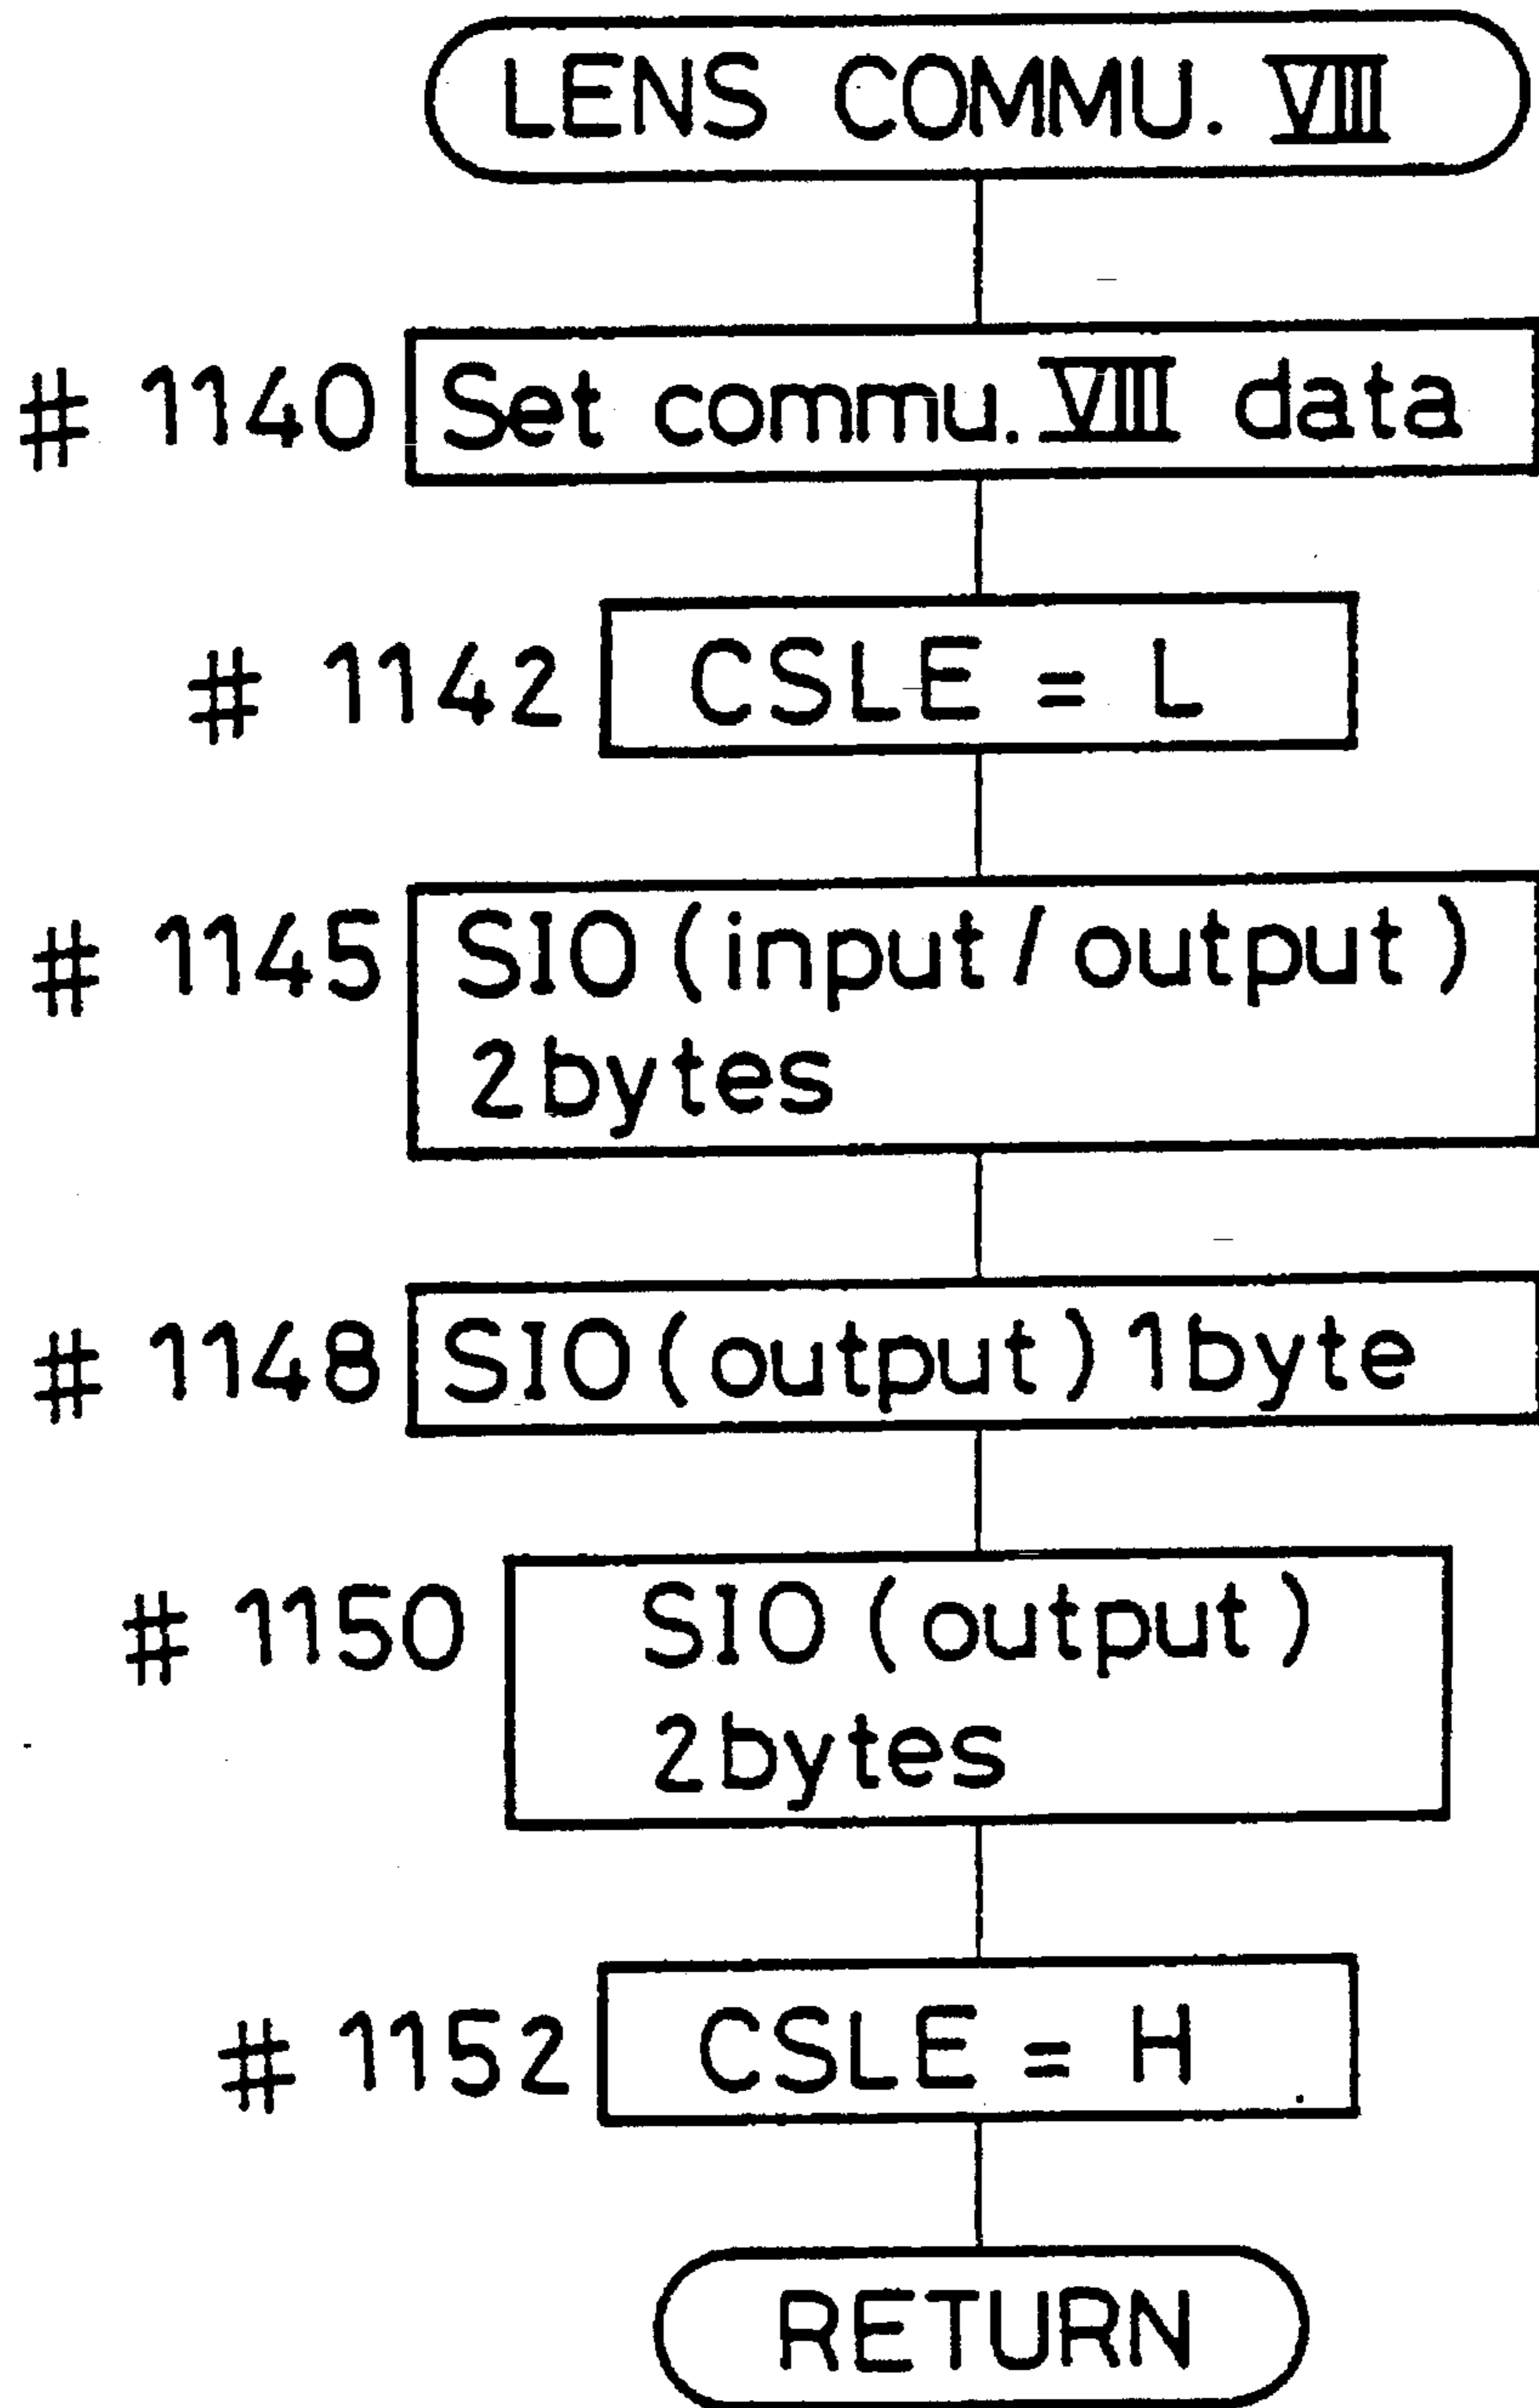 LENS COMMU. VIII
# 1140 Set commu. VIII data
# 1142 CSLE = L
# 1145 SIO (input / output)
2bytes
# 1148 SIO (output) 1byte
# 1150 SIO (output)
2bytes
# 1152 CSLE = H
RETURN